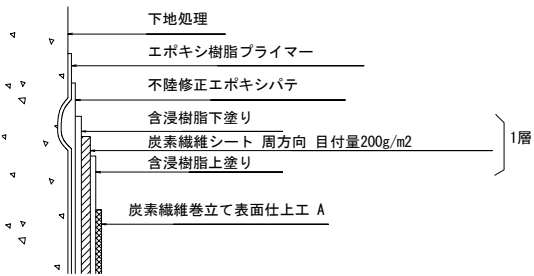 下地処理
エポキシ樹脂プライマー
不陸修正エポキシパテ
含浸樹脂下塗り
炭素繊維シート 周方向 目付量200g/m2
1層
含浸樹脂上塗り
炭素繊維巻立て表面仕上工 A